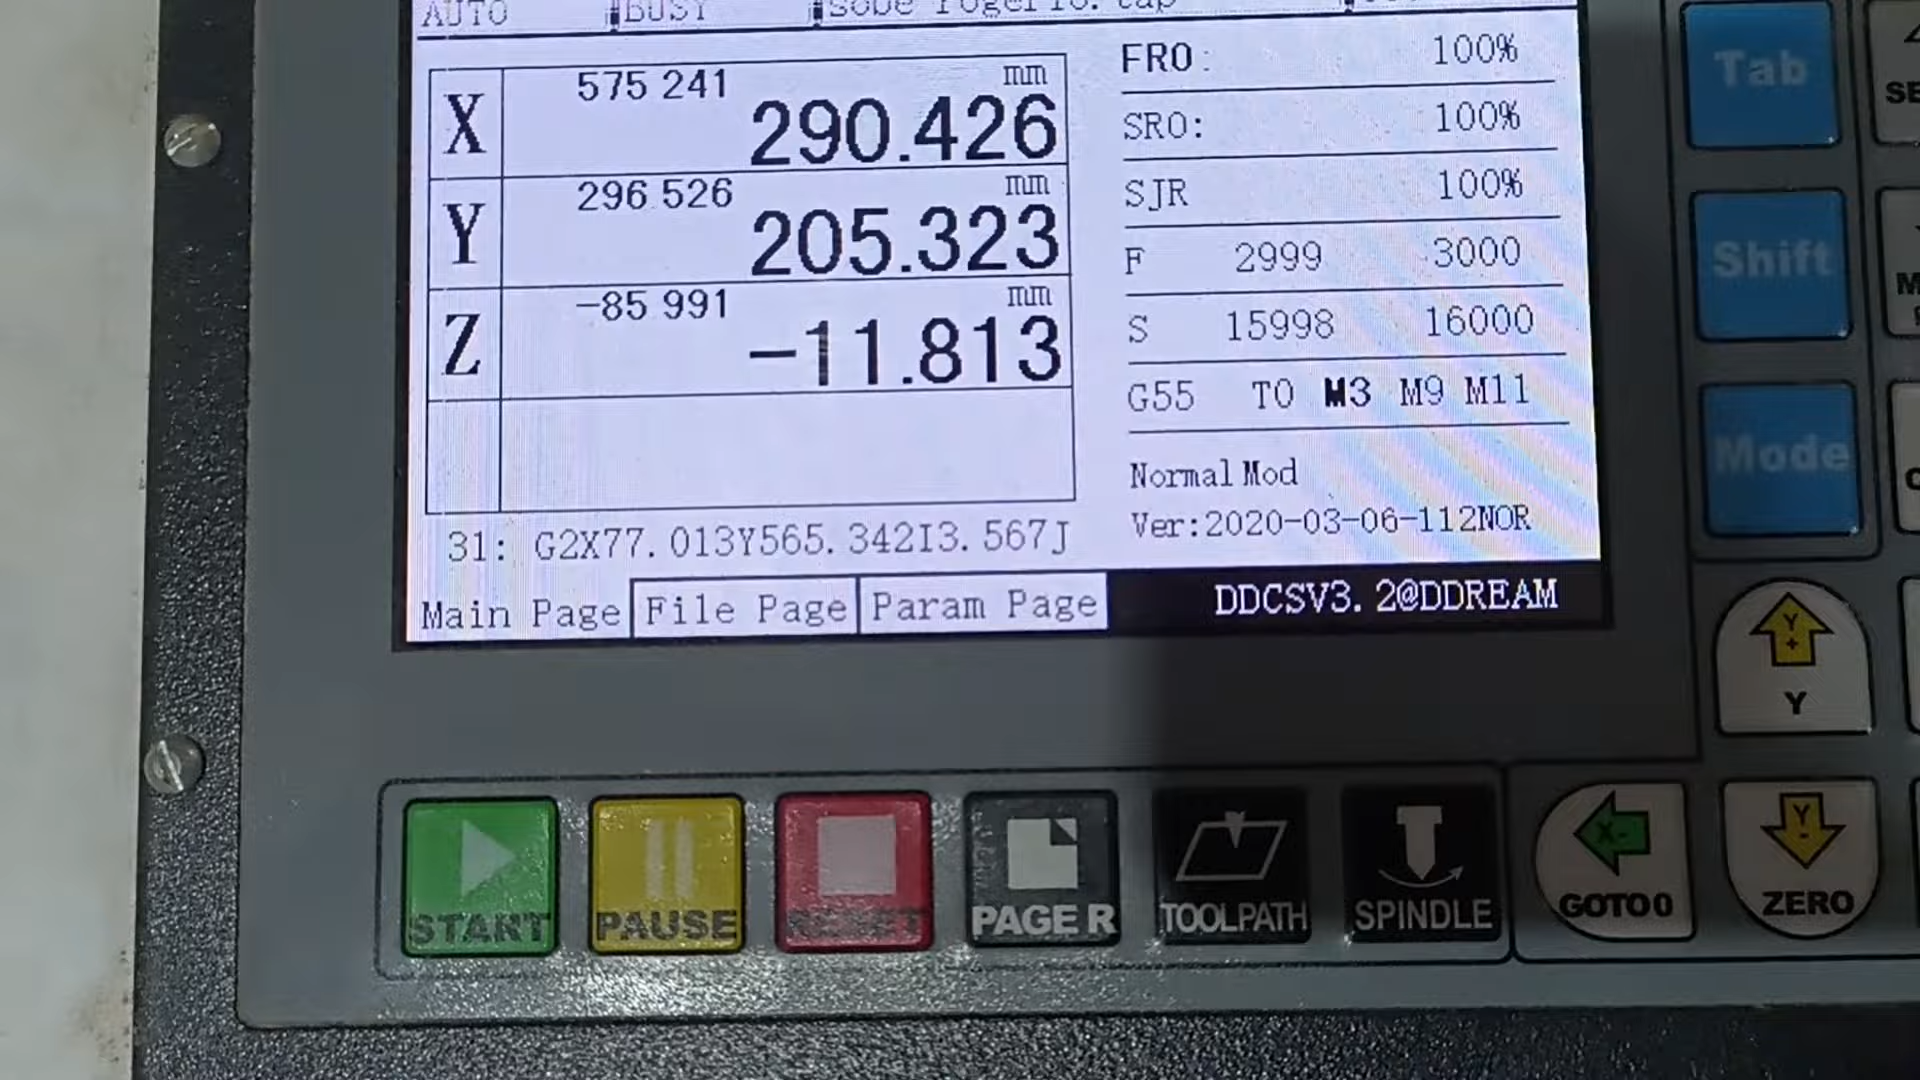 AUTO BUSY
X 575 241 mm 290.426
Y 296 526 mm 205.323
Z -85 991 mm -11.813
31: G2X77.013Y565.342I3.567J
FRO: 100%
SRO: 100%
SJR 100%
F 2999 3000
S 15998 16000
G55 T0 M3 M9 M11
Normal Mod
Ver:2020-03-06-112NOR
Main Page File Page Param Page DDCSV3.2@DDREAM
Tab
Shift
Mode
Y+
Y
START PAUSE RESET PAGE R TOOLPATH SPINDLE
X-
GOTO0
Y-
ZERO